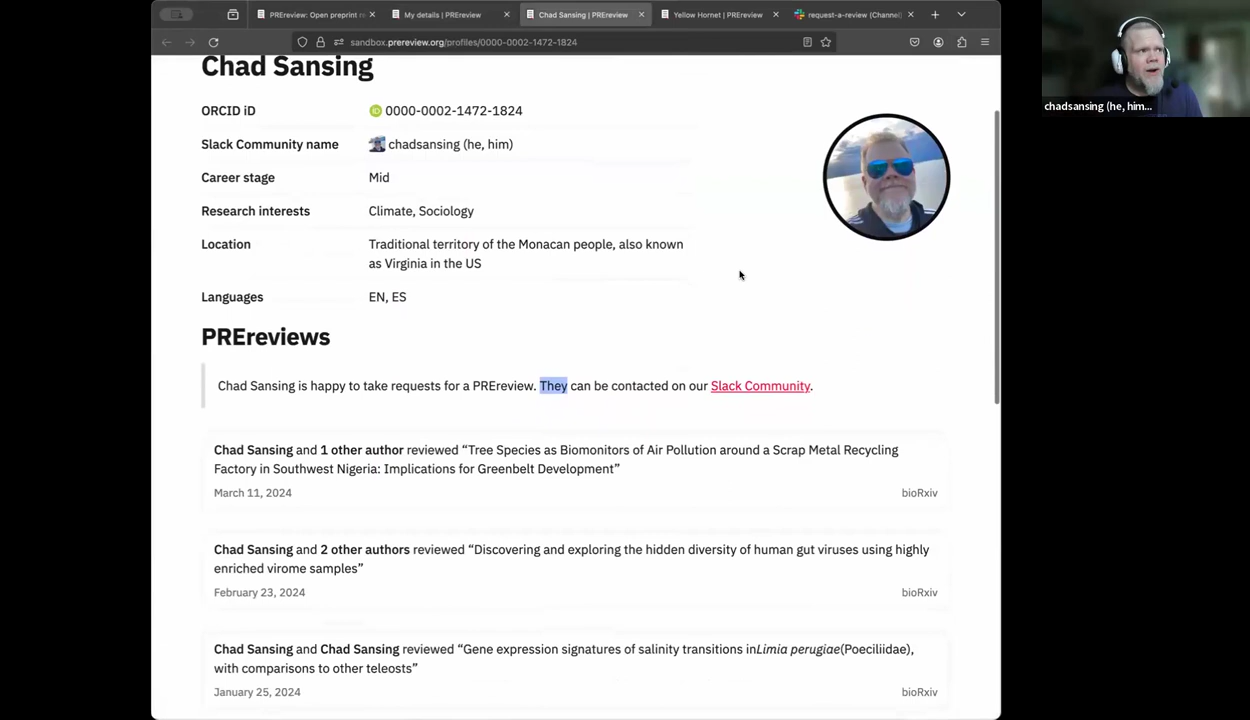 PREreview: Open preprint r
My details | PREreview
Chad Sansing | PREreview
Yellow Hornet | PREreview
request-a-review (Channel)
sandbox.prereview.org/profiles/0000-0002-1472-1824
chadsansing (he, him...
Chad Sansing
ORCID iD
iD 0000-0002-1472-1824
Slack Community name
chadsansing (he, him)
Career stage
Mid
Research interests
Climate, Sociology
Location
Traditional territory of the Monacan people, also known
as Virginia in the US
Languages
EN, ES
PREreviews
Chad Sansing is happy to take requests for a PREreview. They can be contacted on our Slack Community.
Chad Sansing and 1 other author reviewed “Tree Species as Biomonitors of Air Pollution around a Scrap Metal Recycling
Factory in Southwest Nigeria: Implications for Greenbelt Development”
March 11, 2024
bioRxiv
Chad Sansing and 2 other authors reviewed “Discovering and exploring the hidden diversity of human gut viruses using highly
enriched virome samples”
February 23, 2024
bioRxiv
Chad Sansing and Chad Sansing reviewed “Gene expression signatures of salinity transitions inLimia perugiae(Poeciliidae),
with comparisons to other teleosts”
January 25, 2024
bioRxiv